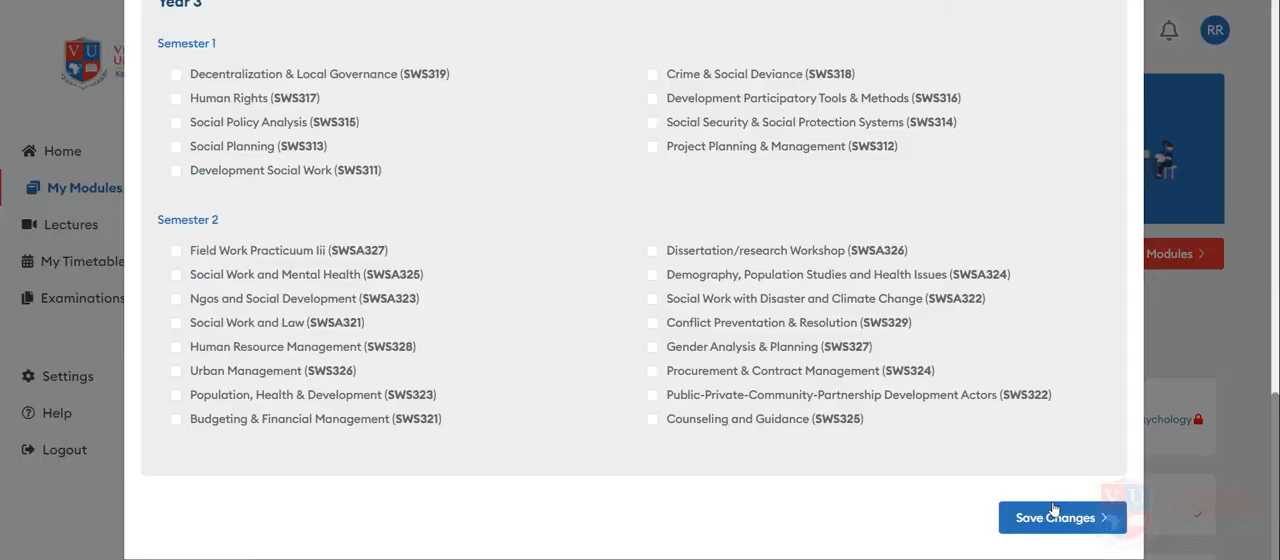 Year 3
RR
VU
Semester 1
Decentralization & Local Governance (SWS319)
Crime & Social Deviance (SWS318)
Human Rights (SWS317)
Development Participatory Tools & Methods (SWS316)
Social Policy Analysis (SWS315)
Social Security & Social Protection Systems (SWS314)
Social Planning (SWS313)
Project Planning & Management (SWS312)
Development Social Work (SWS311)
Home
My Modules
Lectures
My Timetable
Examinations
Settings
Help
Logout
Semester 2
Field Work Practicuum Iii (SWSA327)
Dissertation/research Workshop (SWSA326)
Social Work and Mental Health (SWSA325)
Demography, Population Studies and Health Issues (SWSA324)
Ngos and Social Development (SWSA323)
Social Work with Disaster and Climate Change (SWSA322)
Social Work and Law (SWSA321)
Conflict Preventation & Resolution (SWS329)
Human Resource Management (SWS328)
Gender Analysis & Planning (SWS327)
Urban Management (SWS326)
Procurement & Contract Management (SWS324)
Population, Health & Development (SWS323)
Public-Private-Community-Partnership Development Actors (SWS322)
Budgeting & Financial Management (SWS321)
Counseling and Guidance (SWS325)
Modules
Save Changes
VU